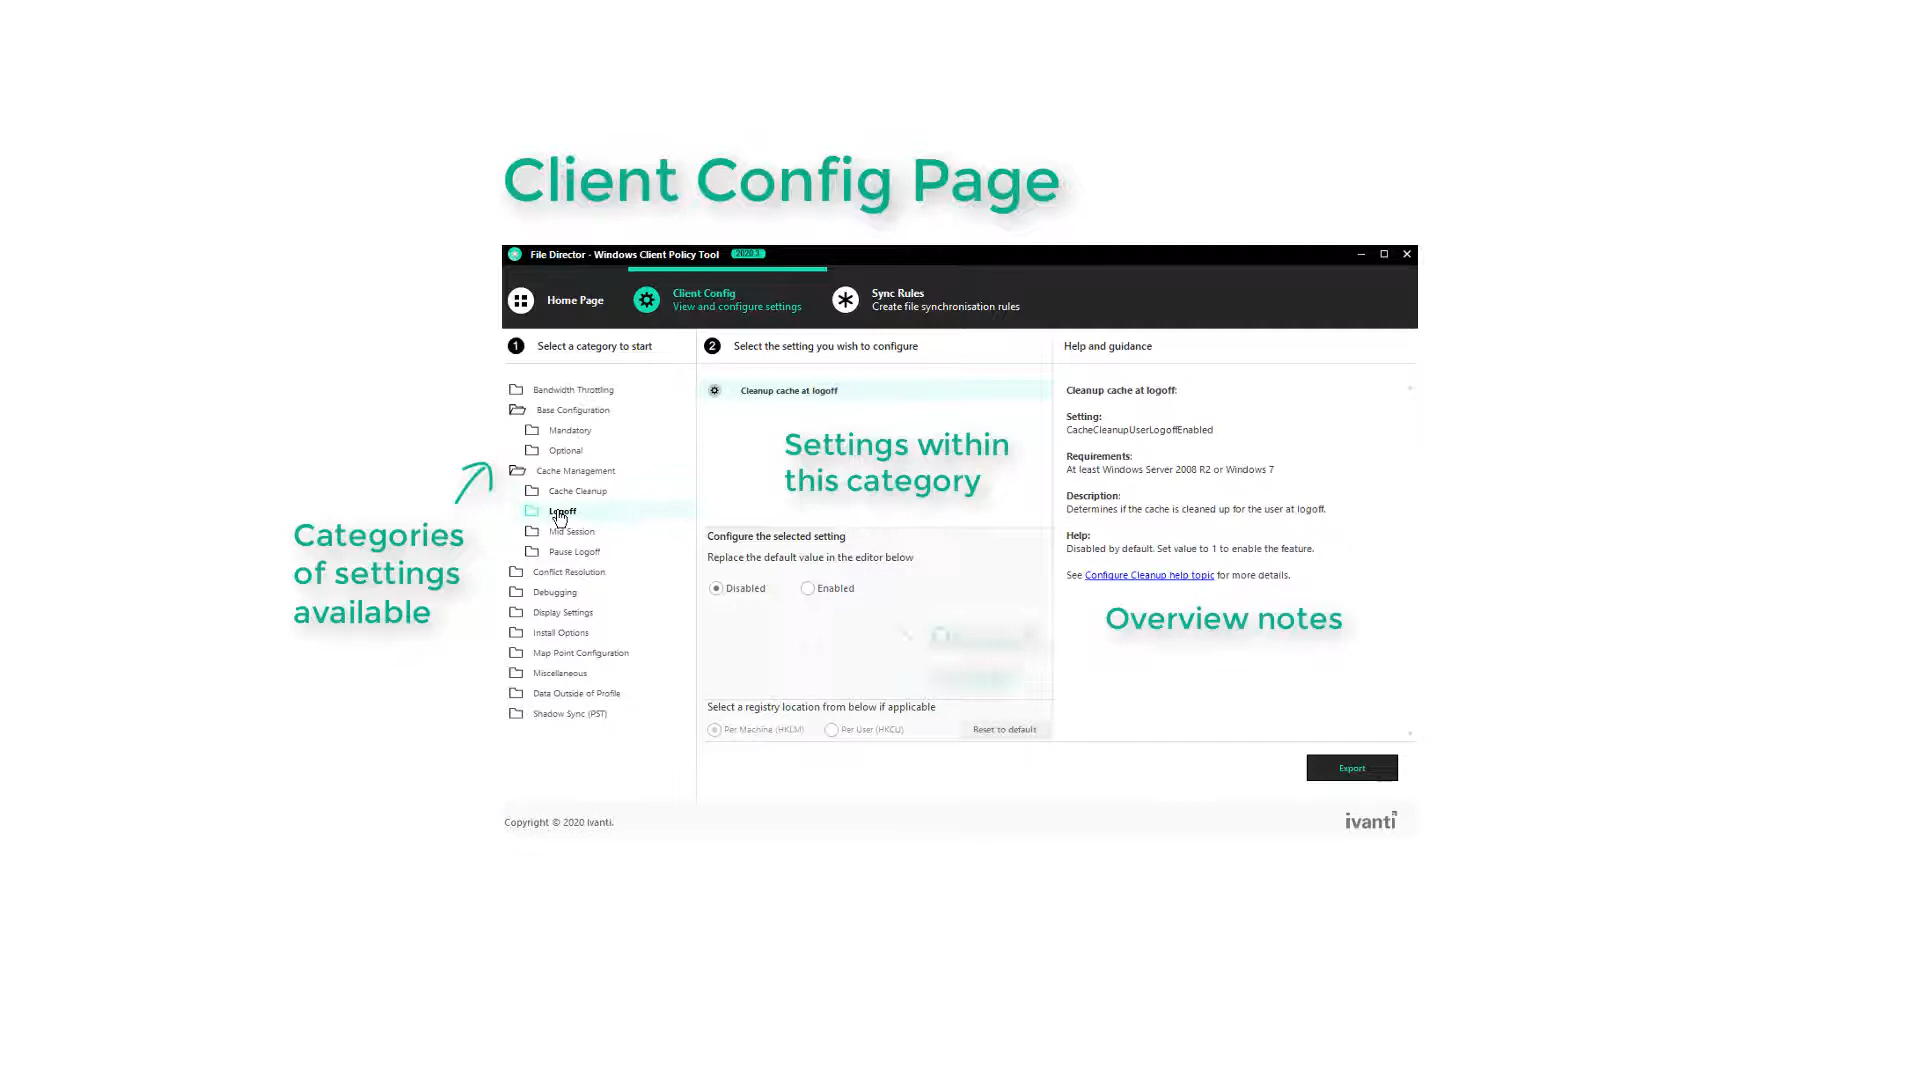 Client Config Page
File Director - Windows Client Policy Tool 2020.3
Home Page
Client Config
View and configure settings
Sync Rules
Create file synchronisation rules
1 Select a category to start
2 Select the setting you wish to configure
Help and guidance
Bandwidth Throttling
Base Configuration
Mandatory
Optional
Cache Management
Cache Cleanup
Logoff
Mid Session
Pause Logoff
Conflict Resolution
Debugging
Display Settings
Install Options
Map Point Configuration
Miscellaneous
Data Outside of Profile
Shadow Sync (PST)
Categories
of settings
available
Cleanup cache at logoff
Settings within
this category
Configure the selected setting
Replace the default value in the editor below
Disabled Enabled
Select a registry location from below if applicable
Per Machine (HKLM) Per User (HKCU) Reset to default
Cleanup cache at logoff:
Setting:
CacheCleanupUserLogoffEnabled
Requirements:
At least Windows Server 2008 R2 or Windows 7
Description:
Determines if the cache is cleaned up for the user at logoff.
Help:
Disabled by default. Set value to 1 to enable the feature.
See Configure Cleanup help topic for more details.
Overview notes
Export
Copyright © 2020 Ivanti.
ivanti